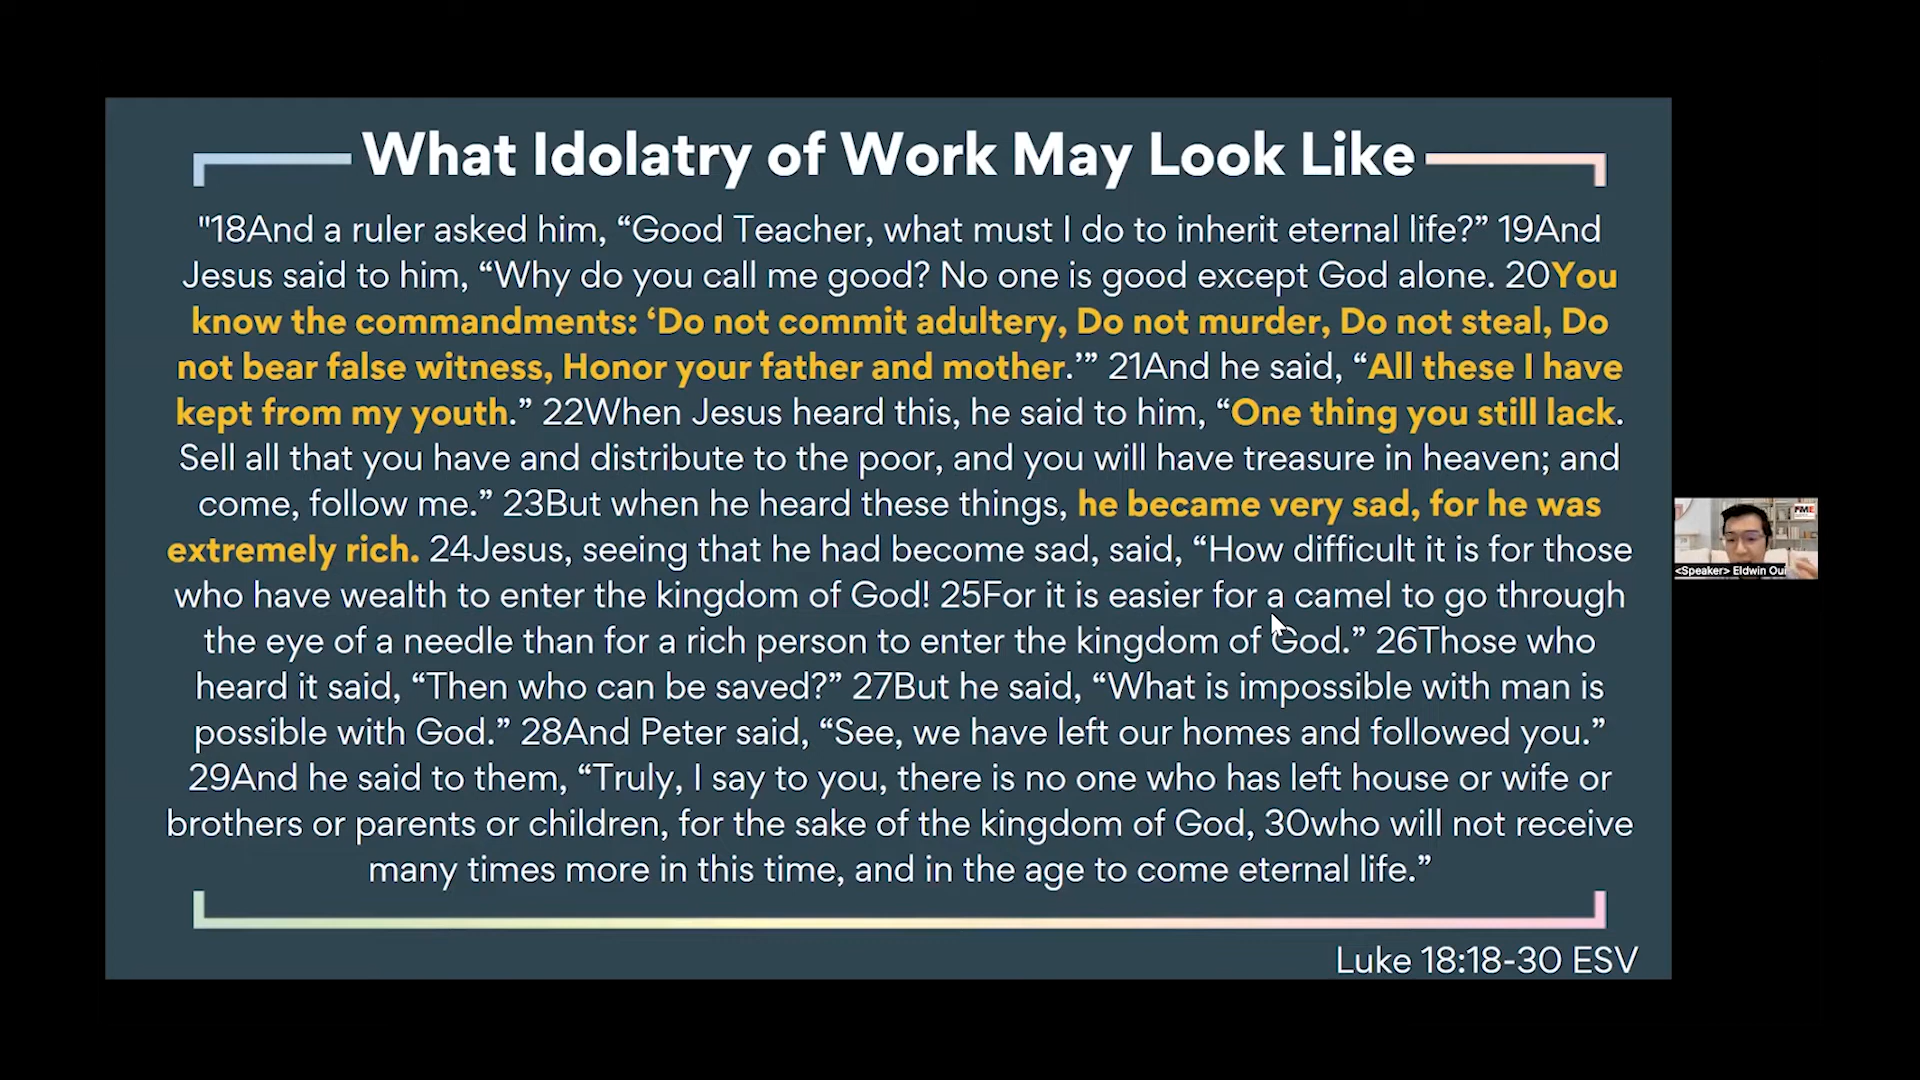 What Idolatry of Work May Look Like
"18And a ruler asked him, “Good Teacher, what must I do to inherit eternal life?” 19And
Jesus said to him, “Why do you call me good? No one is good except God alone. 20You
know the commandments: ‘Do not commit adultery, Do not murder, Do not steal, Do
not bear false witness, Honor your father and mother.’” 21And he said, “All these I have
kept from my youth.” 22When Jesus heard this, he said to him, “One thing you still lack.
Sell all that you have and distribute to the poor, and you will have treasure in heaven; and
come, follow me.” 23But when he heard these things, he became very sad, for he was
extremely rich. 24Jesus, seeing that he had become sad, said, “How difficult it is for those
who have wealth to enter the kingdom of God! 25For it is easier for a camel to go through
the eye of a needle than for a rich person to enter the kingdom of God.” 26Those who
heard it said, “Then who can be saved?” 27But he said, “What is impossible with man is
possible with God.” 28And Peter said, “See, we have left our homes and followed you.”
29And he said to them, “Truly, I say to you, there is no one who has left house or wife or
brothers or parents or children, for the sake of the kingdom of God, 30who will not receive
many times more in this time, and in the age to come eternal life.”
Luke 18:18-30 ESV
FME
<Speaker> Eldwin Oui